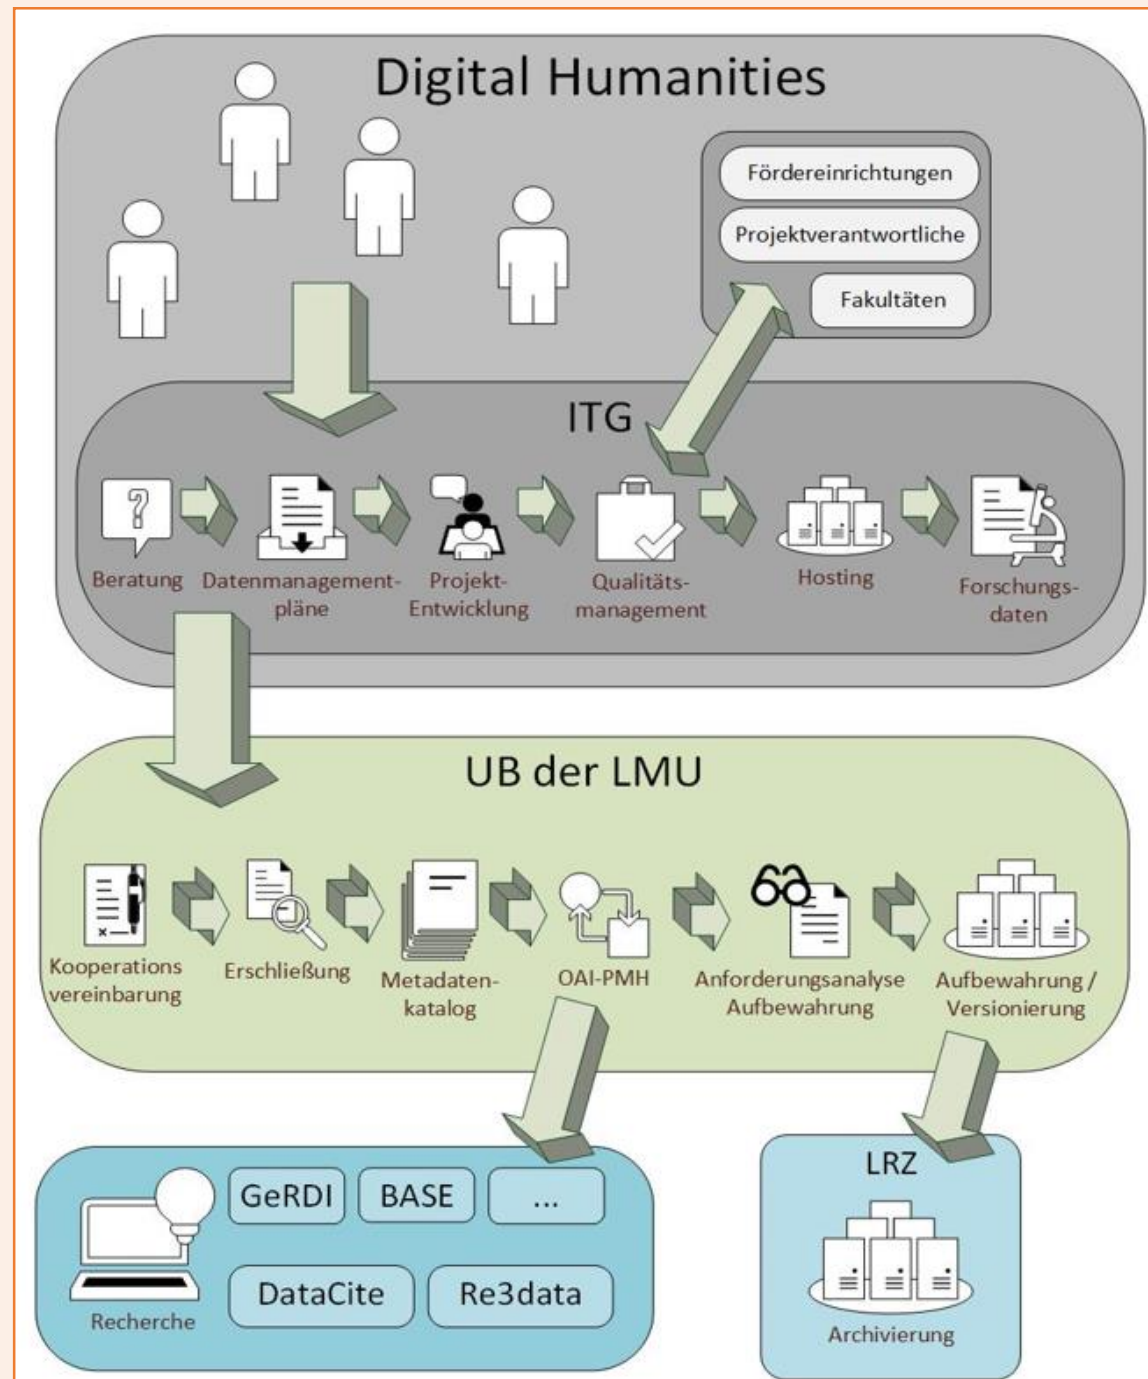 Digital Humanities
Fördereinrichtungen
Projektverantwortliche
Fakultäten
ITG
?
Beratung
Datenmanagement-
pläne
Projekt-
Entwicklung
Qualitäts-
management
Hosting
Forschungs-
daten
UB der LMU
x
Kooperations
vereinbarung
Erschließung
Metadaten-
katalog
OAI-PMH
Anforderungsanalyse
Aufbewahrung
Aufbewahrung /
Versionierung
GeRDI
BASE
...
DataCite
Re3data
Recherche
LRZ
Archivierung